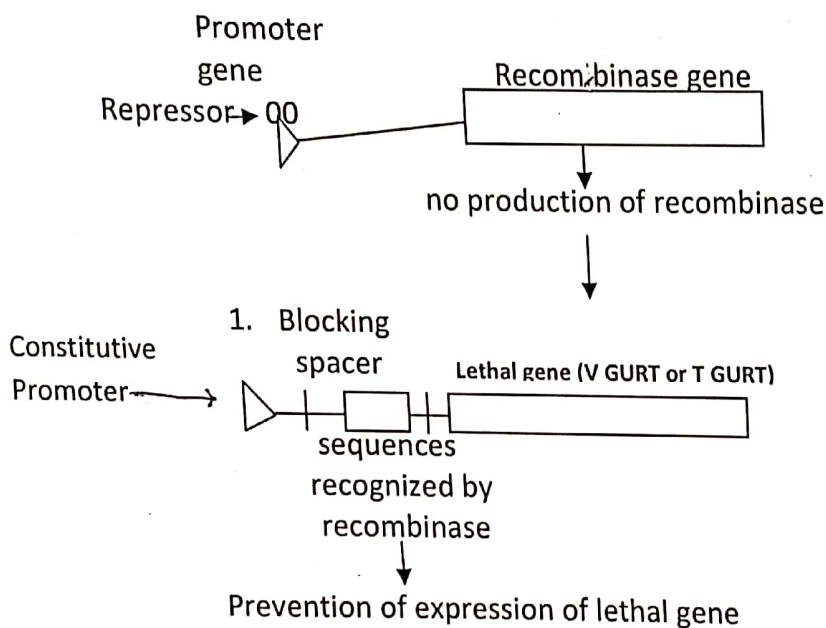 Promoter
gene
Repressor
Recombinase gene
no production of recombinase
1. Blocking
spacer
Constitutive
Promoter
Lethal gene (V GURT or T GURT)
sequences
recognized by
recombinase
Prevention of expression of lethal gene